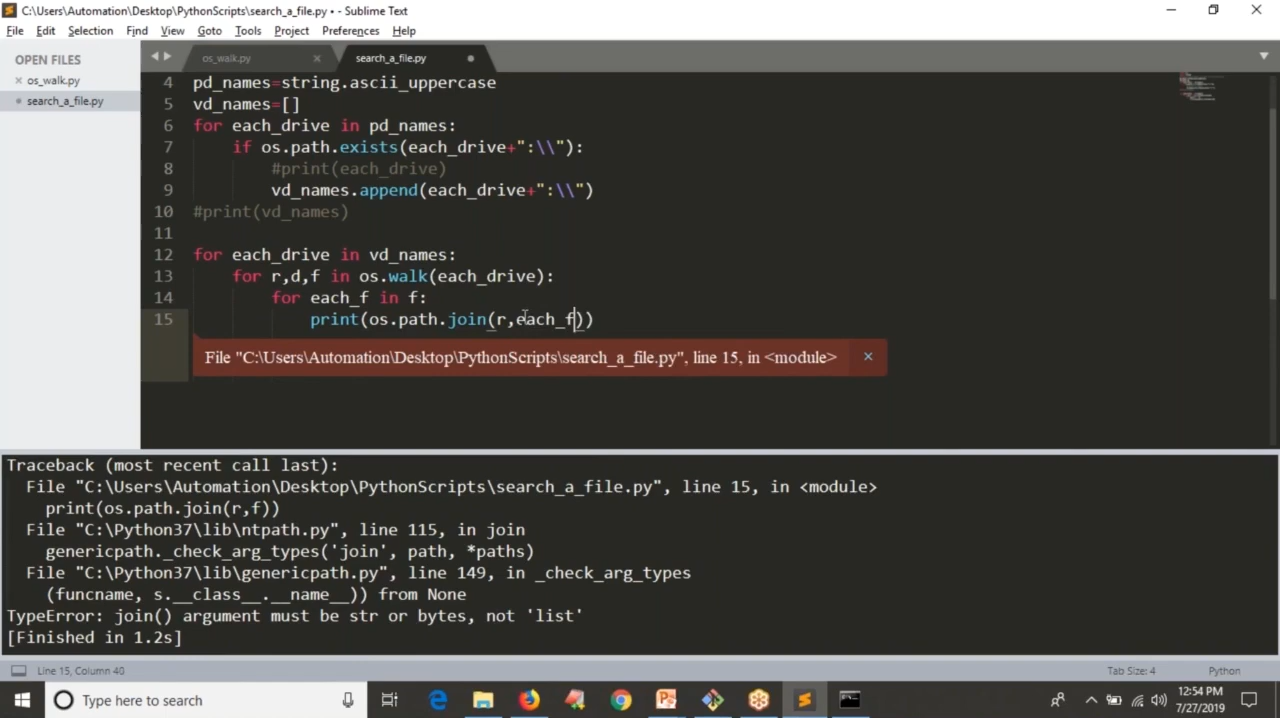 C:\Users\Automation\Desktop\PythonScripts\search_a_file.py • - Sublime Text
File Edit Selection Find View Goto Tools Project Preferences Help
OPEN FILES
os_walk.py
search_a_file.py
os_walk.py search_a_file.py
4 pd_names=string.ascii_uppercase
5 vd_names=[]
6 for each_drive in pd_names:
7 if os.path.exists(each_drive+":\\"):
8 #print(each_drive)
9 vd_names.append(each_drive+":\\")
10 #print(vd_names)
11
12 for each_drive in vd_names:
13 for r,d,f in os.walk(each_drive):
14 for each_f in f:
15 print(os.path.join(r,each_f))
File "C:\Users\Automation\Desktop\PythonScripts\search_a_file.py", line 15, in <module> ×
Traceback (most recent call last):
File "C:\Users\Automation\Desktop\PythonScripts\search_a_file.py", line 15, in <module>
print(os.path.join(r,f))
File "C:\Python37\lib\ntpath.py", line 115, in join
genericpath._check_arg_types('join', path, *paths)
File "C:\Python37\lib\genericpath.py", line 149, in _check_arg_types
(funcname, s.__class__.__name__)) from None
TypeError: join() argument must be str or bytes, not 'list'
[Finished in 1.2s]
Line 15, Column 40 Tab Size: 4 Python
Type here to search
12:54 PM
7/27/2019